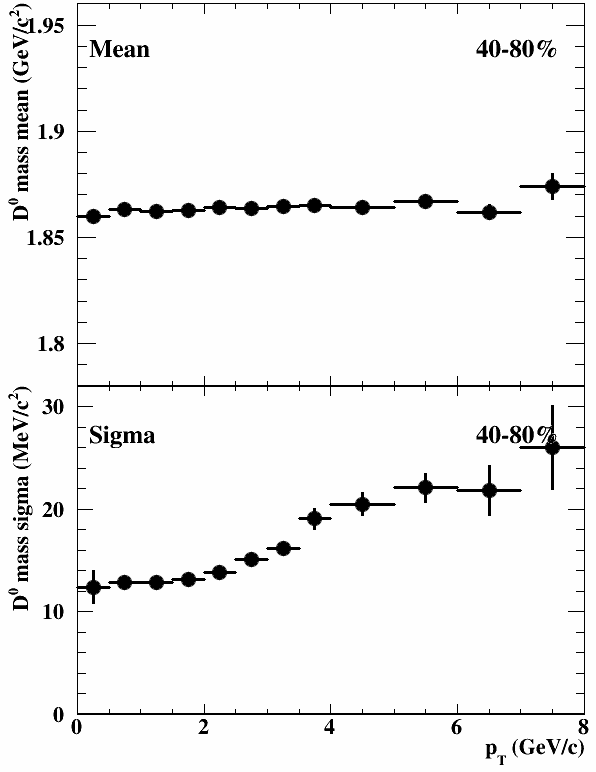 D⁰ mass mean (GeV/c²)
1.95
Mean 40-80%
1.9
1.85
1.8
D⁰ mass sigma (MeV/c²)
30
Sigma 40-80%
20
10
0
0 2 4 6 8
p_T (GeV/c)